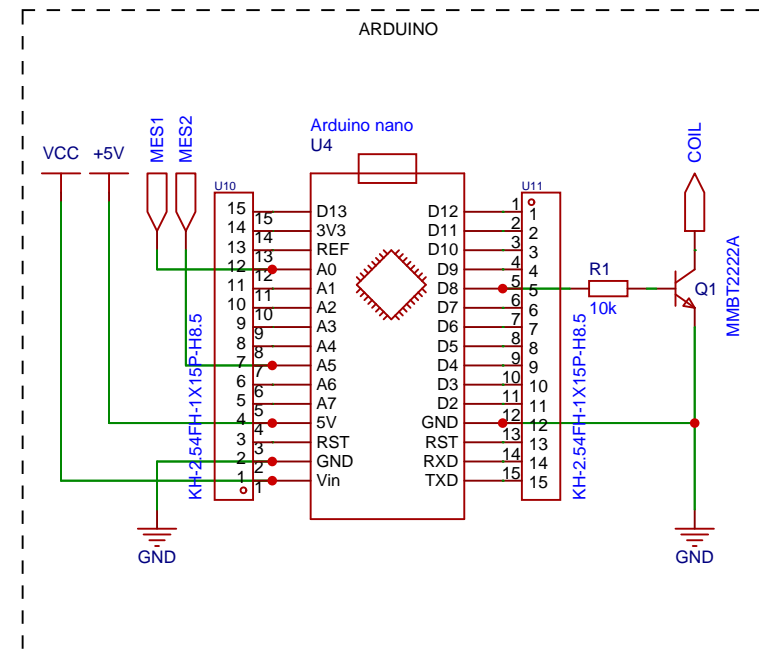 ARDUINO
VCC
+5V
MES1
MES2
Arduino nano
U4
COIL
U10
U11
15
14
13
12
11
10
9
8
7
6
5
4
3
2
1
15
14
13
12
11
10
9
8
7
6
5
4
3
2
1
KH-2.54FH-1X15P-H8.5
D13
3V3
REF
A0
A1
A2
A3
A4
A5
A6
A7
5V
RST
GND
Vin
D12
D11
D10
D9
D8
D7
D6
D5
D4
D3
D2
GND
RST
RXD
TXD
1
2
3
4
5
6
7
8
9
10
11
12
13
14
15
1
2
3
4
5
6
7
8
9
10
11
12
13
14
15
KH-2.54FH-1X15P-H8.5
R1
10k
Q1
MMBT2222A
GND
GND